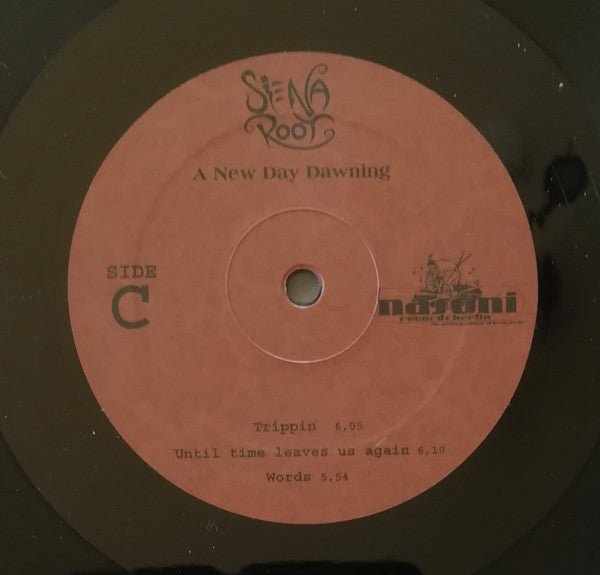 SIENA
ROOT
A New Day Dawning
SIDE
C
nasoni
records berlin
Trippin 6,05
Until time leaves us again 6,10
Words 5,54